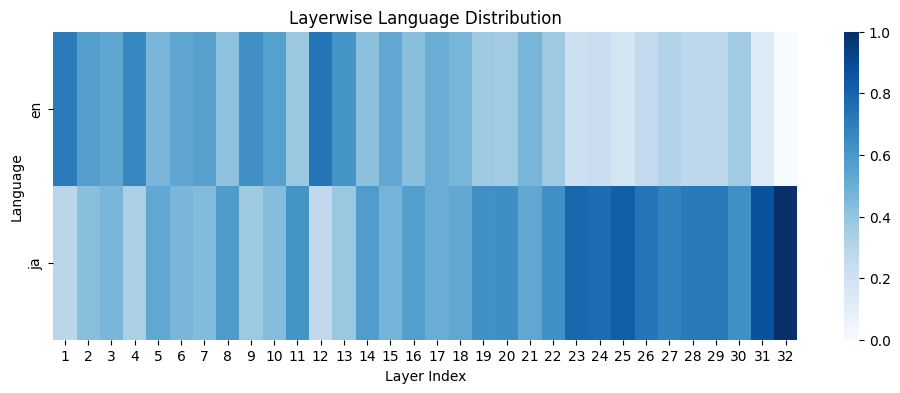 Layerwise Language Distribution
Language
en
ja
1 2 3 4 5 6 7 8 9 10 11 12 13 14 15 16 17 18 19 20 21 22 23 24 25 26 27 28 29 30 31 32
Layer Index
1.0
0.8
0.6
0.4
0.2
0.0